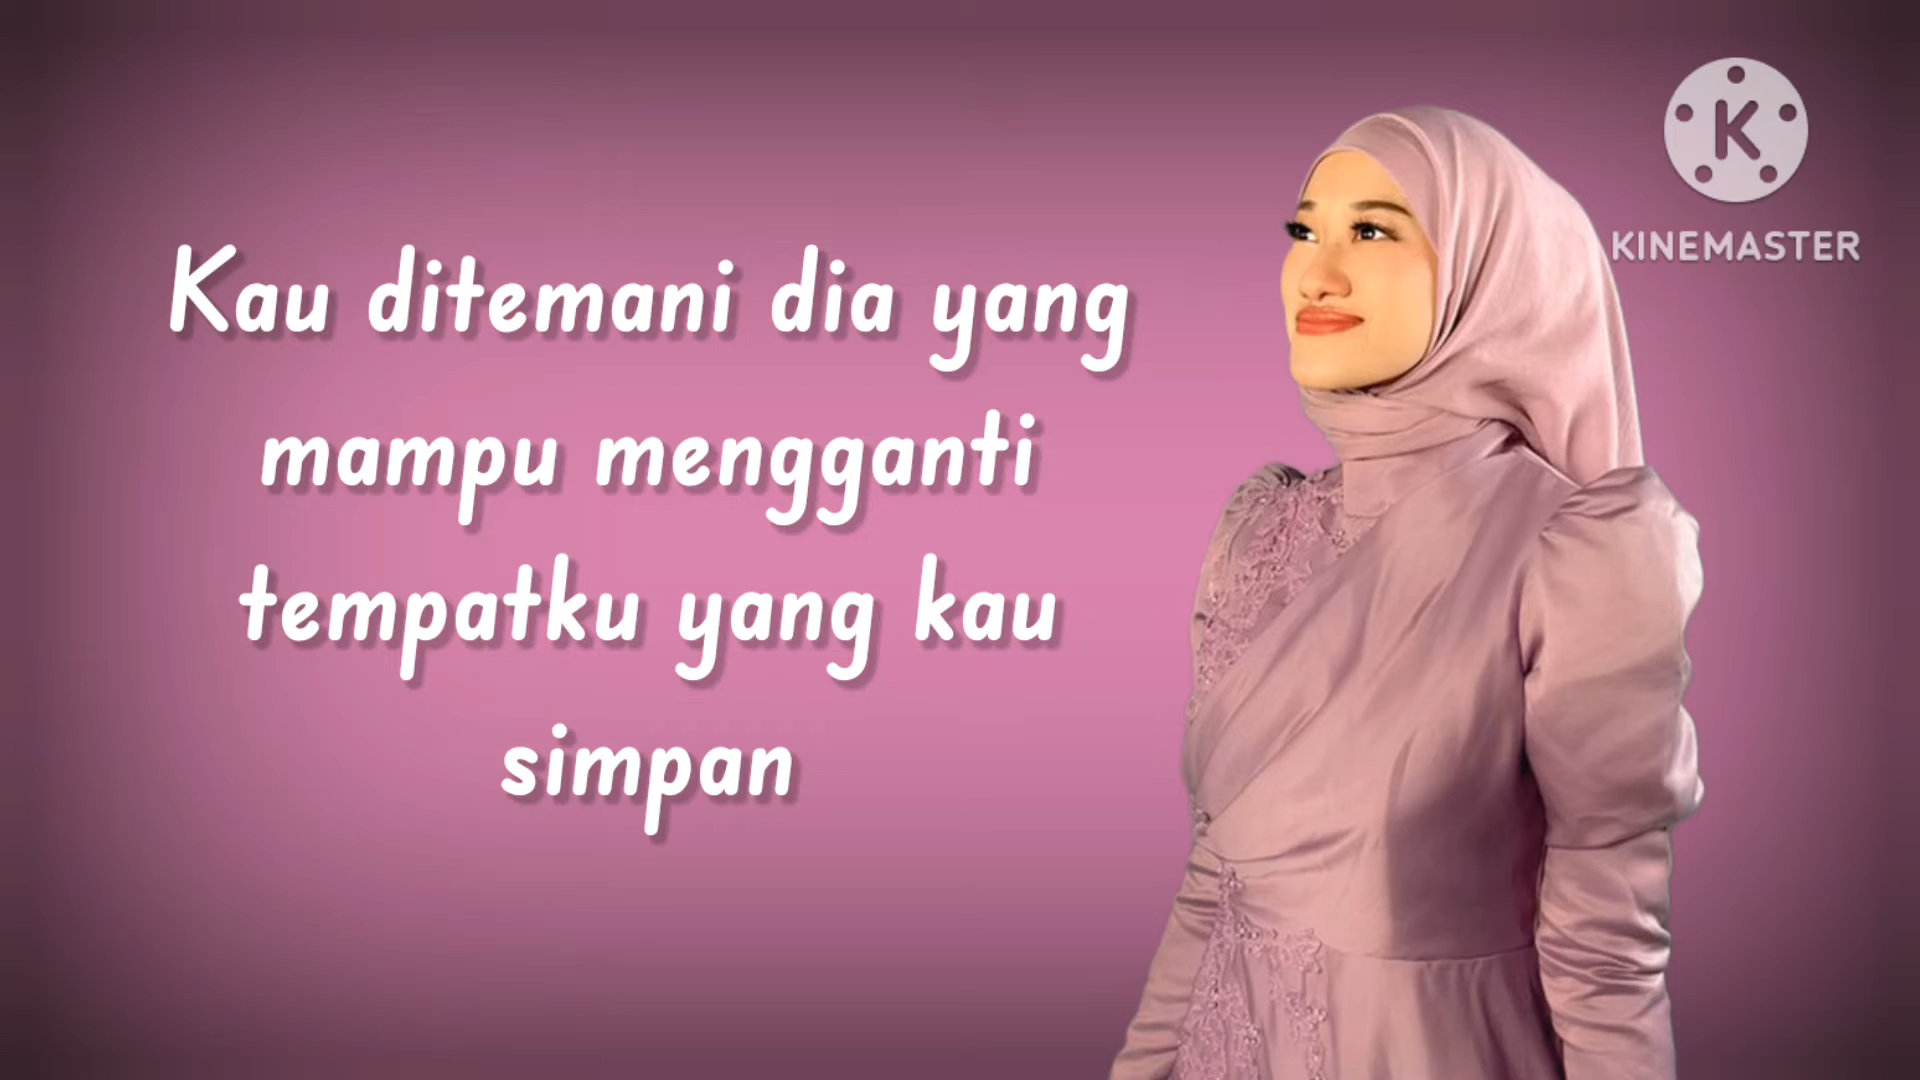 Kau ditemani dia yang
mampu mengganti
tempatku yang kau
simpan
K
KINEMASTER